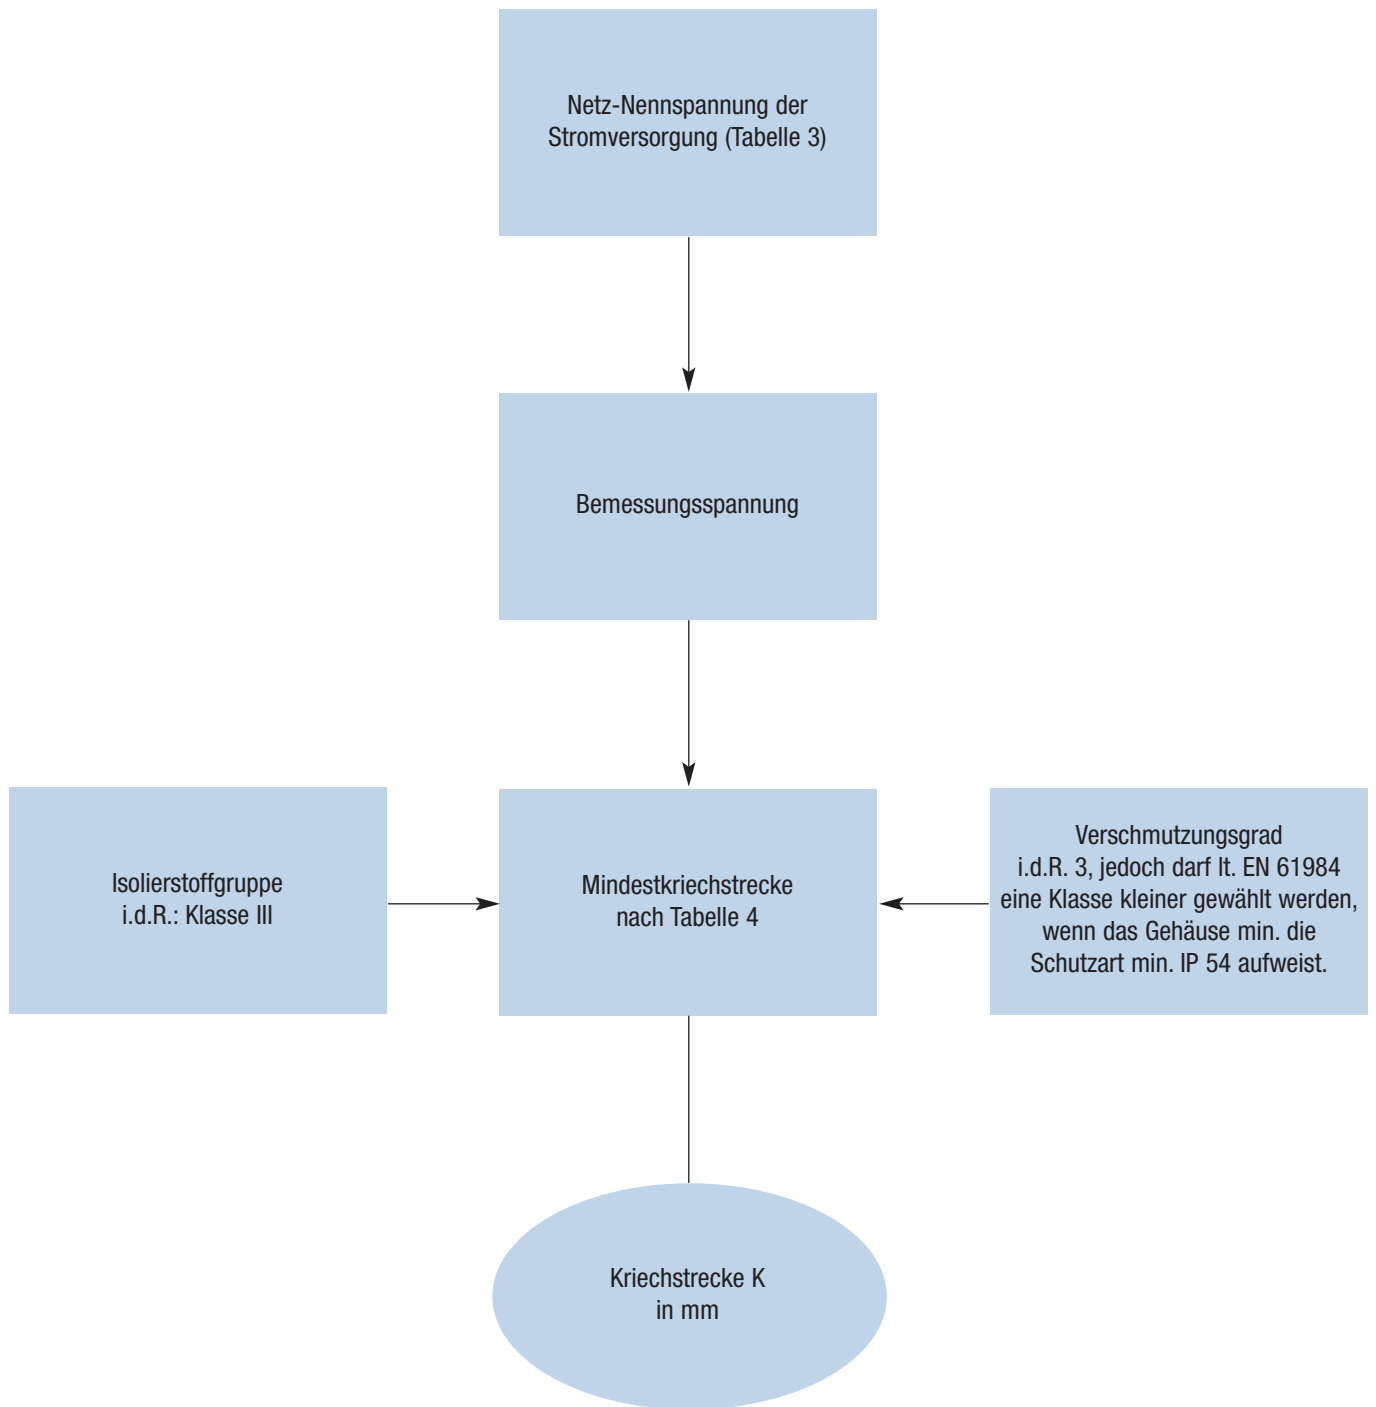 Netz-Nennspannung der
Stromversorgung (Tabelle 3)
Bemessungsspannung
Isolierstoffgruppe
i.d.R.: Klasse III
Mindestkriechstrecke
nach Tabelle 4
Verschmutzungsgrad
i.d.R. 3, jedoch darf lt. EN 61984
eine Klasse kleiner gewählt werden,
wenn das Gehäuse min. die
Schutzart min. IP 54 aufweist.
Kriechstrecke K
in mm